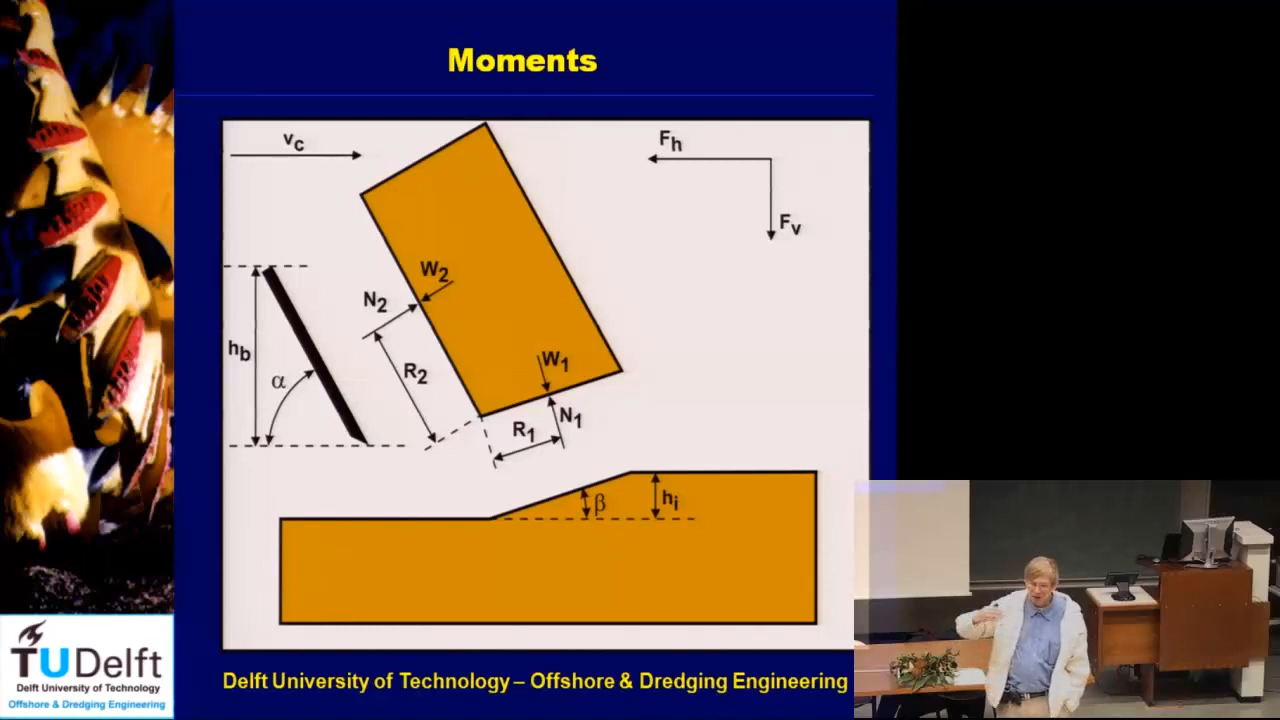 Moments
vc
Fh
Fv
W2
N2
hb
α
R2
W1
N1
R1
β
hi
TUDelft
Delft University of Technology
Offshore & Dredging Engineering
Delft University of Technology – Offshore & Dredging Engineering